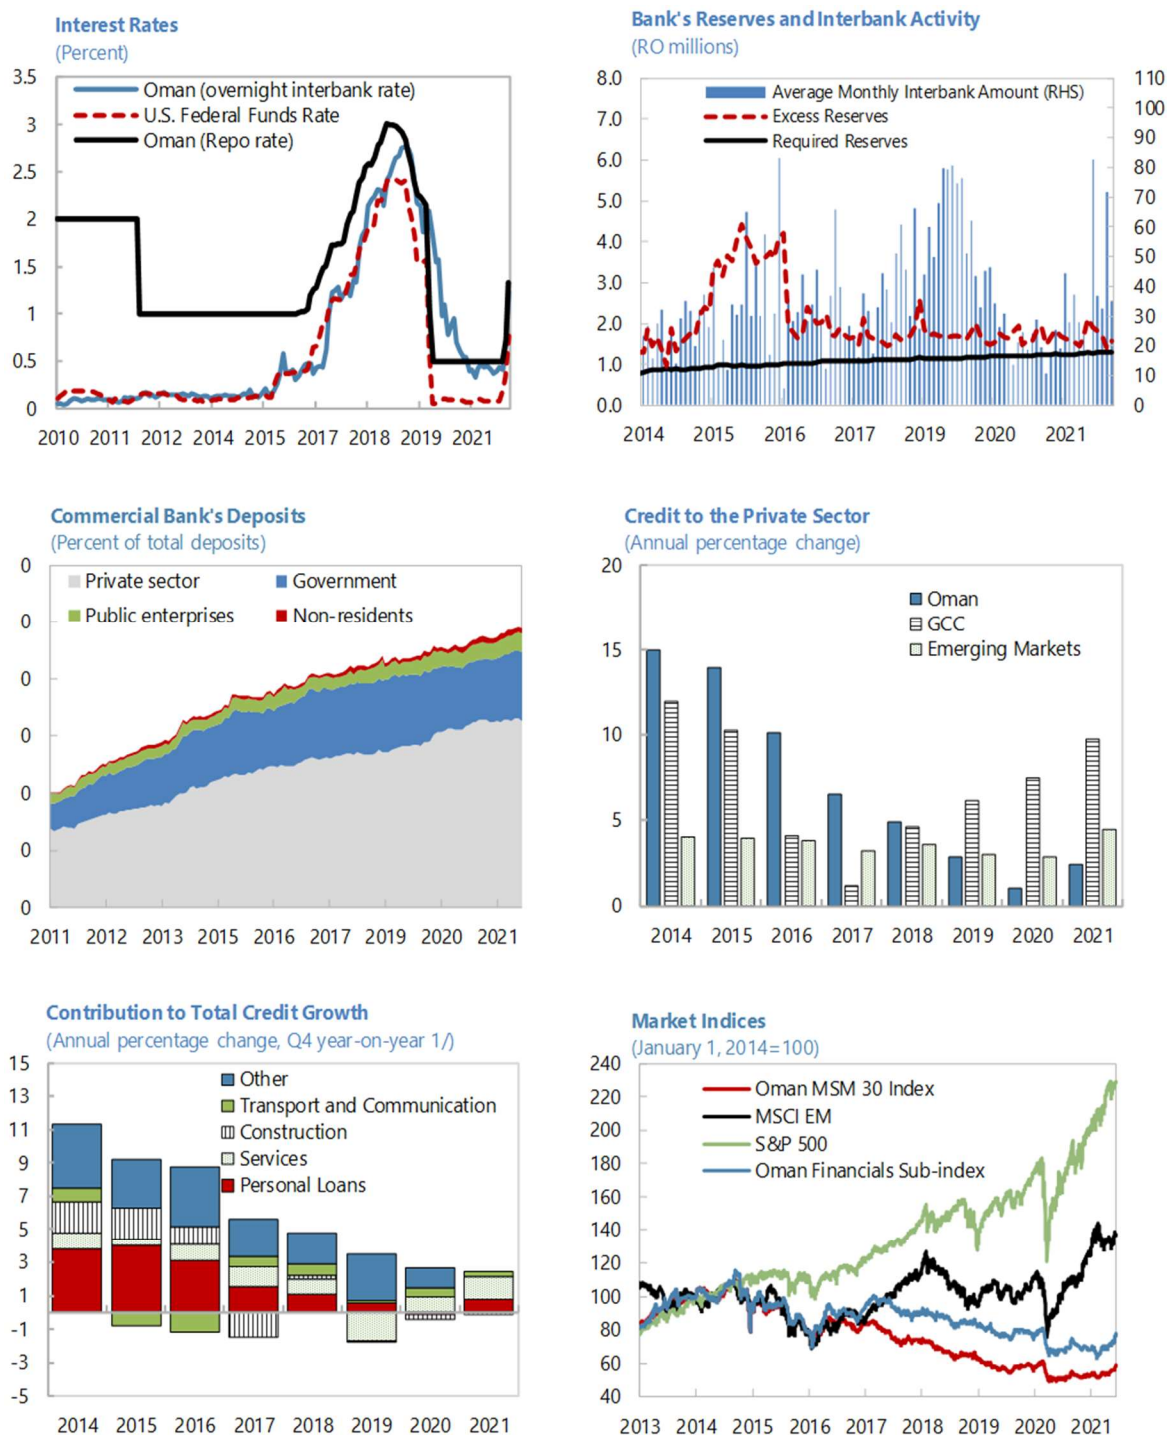 Interest Rates
(Percent)
3.5
3
2.5
2
1.5
1
0.5
0
Oman (overnight interbank rate)
U.S. Federal Funds Rate
Oman (Repo rate)
2010 2011 2012 2014 2015 2017 2018 2019 2021
Bank's Reserves and Interbank Activity
(RO millions)
8.0
7.0
6.0
5.0
4.0
3.0
2.0
1.0
0.0
Average Monthly Interbank Amount (RHS)
Excess Reserves
Required Reserves
110
100
90
80
70
60
50
40
30
20
10
0
2014 2015 2016 2017 2019 2020 2021
Commercial Bank's Deposits
(Percent of total deposits)
0
0
0
0
0
0
0
Private sector
Government
Public enterprises
Non-residents
2011 2012 2013 2015 2016 2017 2019 2020 2021
Credit to the Private Sector
(Annual percentage change)
20
15
10
5
0
Oman
GCC
Emerging Markets
2014 2015 2016 2017 2018 2019 2020 2021
Contribution to Total Credit Growth
(Annual percentage change, Q4 year-on-year 1/)
15
13
11
9
7
5
3
1
-1
-3
-5
Other
Transport and Communication
Construction
Services
Personal Loans
2014 2015 2016 2017 2018 2019 2020 2021
Market Indices
(January 1, 2014=100)
240
220
200
180
160
140
120
100
80
60
40
Oman MSM 30 Index
MSCI EM
S&P 500
Oman Financials Sub-index
2013 2014 2015 2016 2017 2018 2019 2020 2021